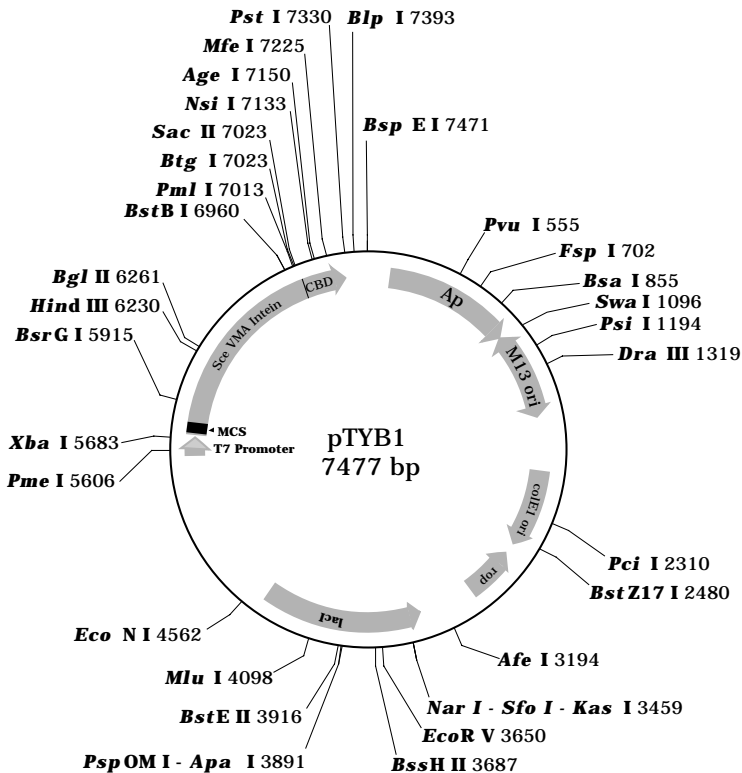 Pst I 7330
Blp I 7393
Mfe I 7225
Age I 7150
Nsi I 7133
Sac II 7023
Btg I 7023
Pml I 7013
BstB I 6960
Bsp E I 7471
Pvu I 555
Fsp I 702
Bsa I 855
Swa I 1096
Psi I 1194
Dra III 1319
Bgl II 6261
Hind III 6230
BsrG I 5915
Xba I 5683
Pme I 5606
CBD
Sce VMA Intein
Ap
M13 ori
MCS
T7 Promoter
pTYB1
7477 bp
colE1 ori
rop
lacI
Pci I 2310
BstZ17 I 2480
Afe I 3194
Nar I - Sfo I - Kas I 3459
EcoR V 3650
BssH II 3687
Eco N I 4562
Mlu I 4098
BstE II 3916
PspOM I - Apa I 3891